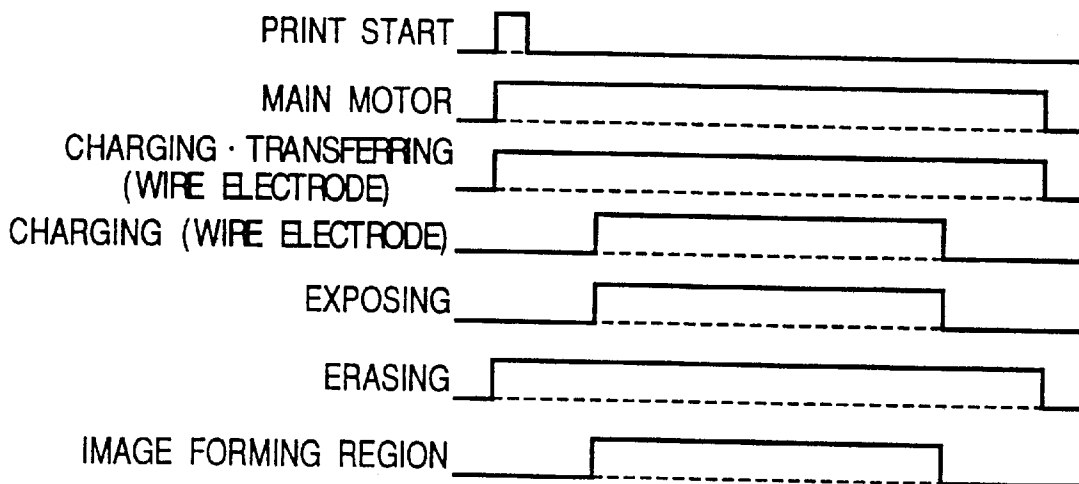 PRINT START
MAIN MOTOR
CHARGING · TRANSFERRING
(WIRE ELECTRODE)
CHARGING (WIRE ELECTRODE)
EXPOSING
ERASING
IMAGE FORMING REGION